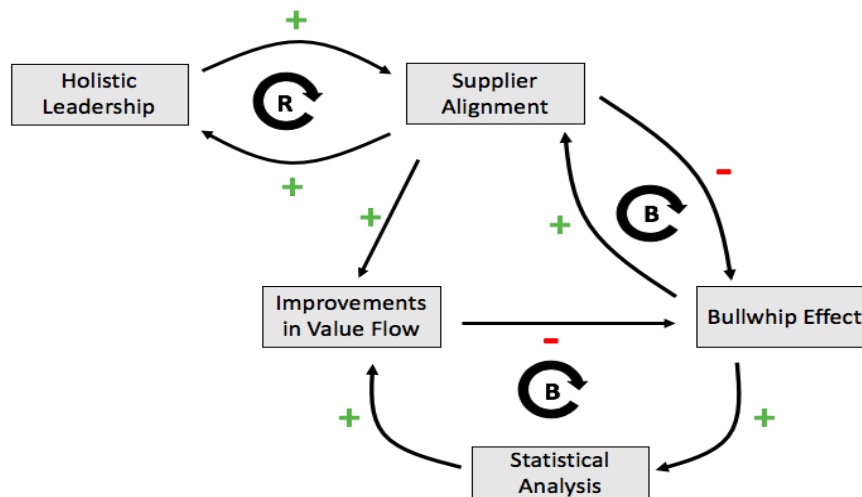 +
Holistic
Leadership
R
Supplier
Alignment
+
+
-
B
+
Improvements
in Value Flow
-
Bullwhip Effect
B
+
+
Statistical
Analysis